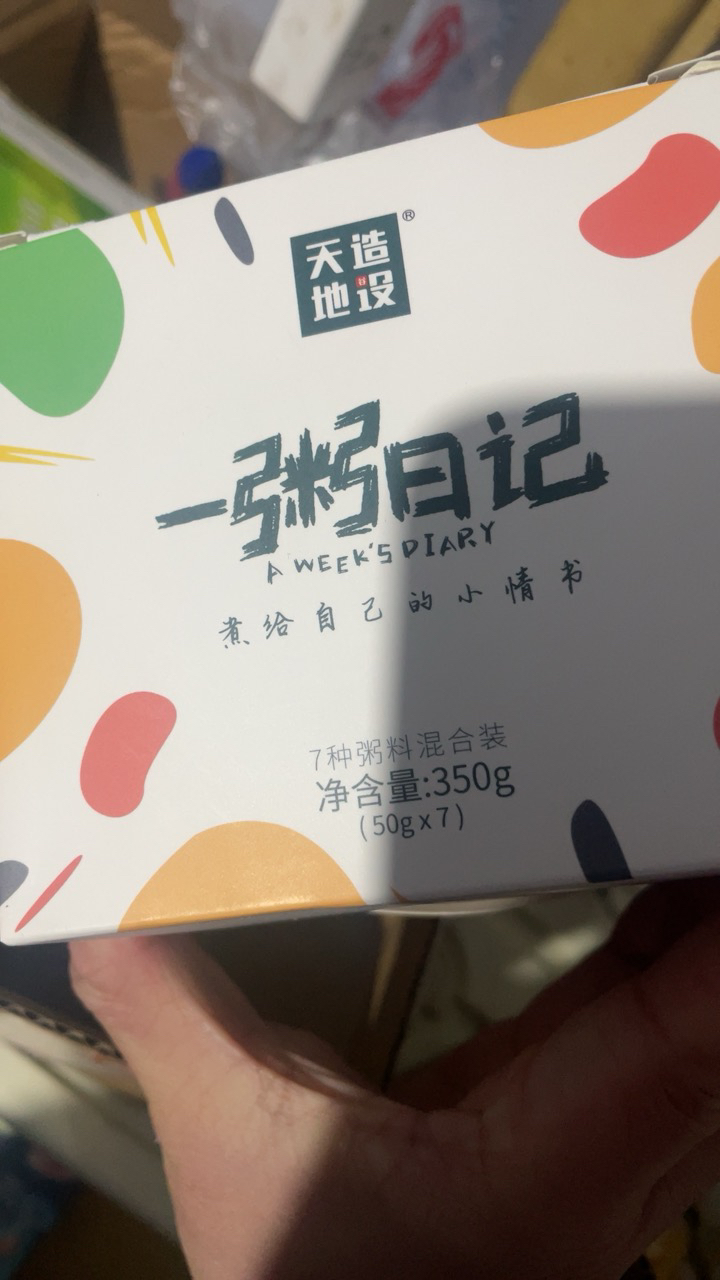 天造
地设
®
一粥日记
A WEEK'S DIARY
煮给自己的小情书
7种粥料混合装
净含量:350g
(50gx7)